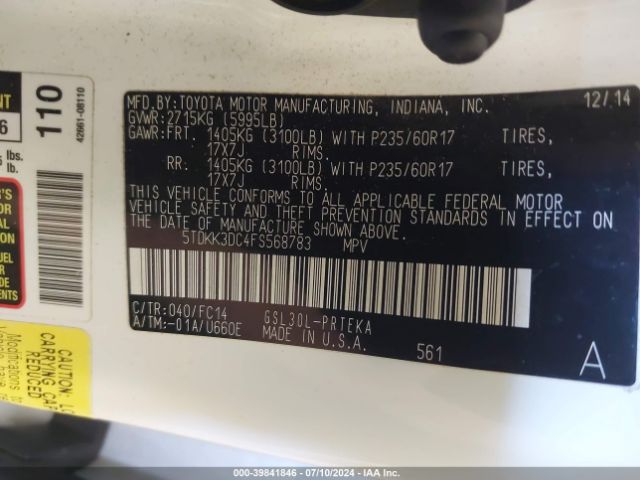 MFD. BY: TOYOTA MOTOR MANUFACTURING, INDIANA, INC. 12/14
GVWR: 2715KG (5995LB)
GAWR: FRT. 1405KG (3100LB) WITH P235/60R17 TIRES,
17X7J RIMS.
RR: 1405KG (3100LB) WITH P235/60R17 TIRES,
17X7J RIMS.
THIS VEHICLE CONFORMS TO ALL APPLICABLE FEDERAL MOTOR
VEHICLE SAFETY AND THEFT PREVENTION STANDARDS IN EFFECT ON
THE DATE OF MANUFACTURE SHOWN ABOVE.
5TDKK3DC4FS568783 MPV
C/TR: 040/FC14 GSL30L-PRTEKA
A/TM: -01A/U660E MADE IN U.S.A.
561
A
110
42661-08110
lbs.
lb.
CAUTION: L
CARRYING CAP
REDUCED
Modifications to
000-39841846 - 07/10/2024 - IAA Inc.